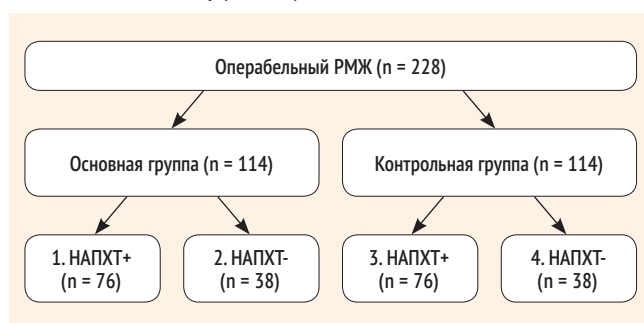 Операбельный РМЖ (n = 228)
Основная группа (n = 114)
Контрольная группа (n = 114)
1. НАПХТ+
(n = 76)
2. НАПХТ-
(n = 38)
3. НАПХТ+
(n = 76)
4. НАПХТ-
(n = 38)